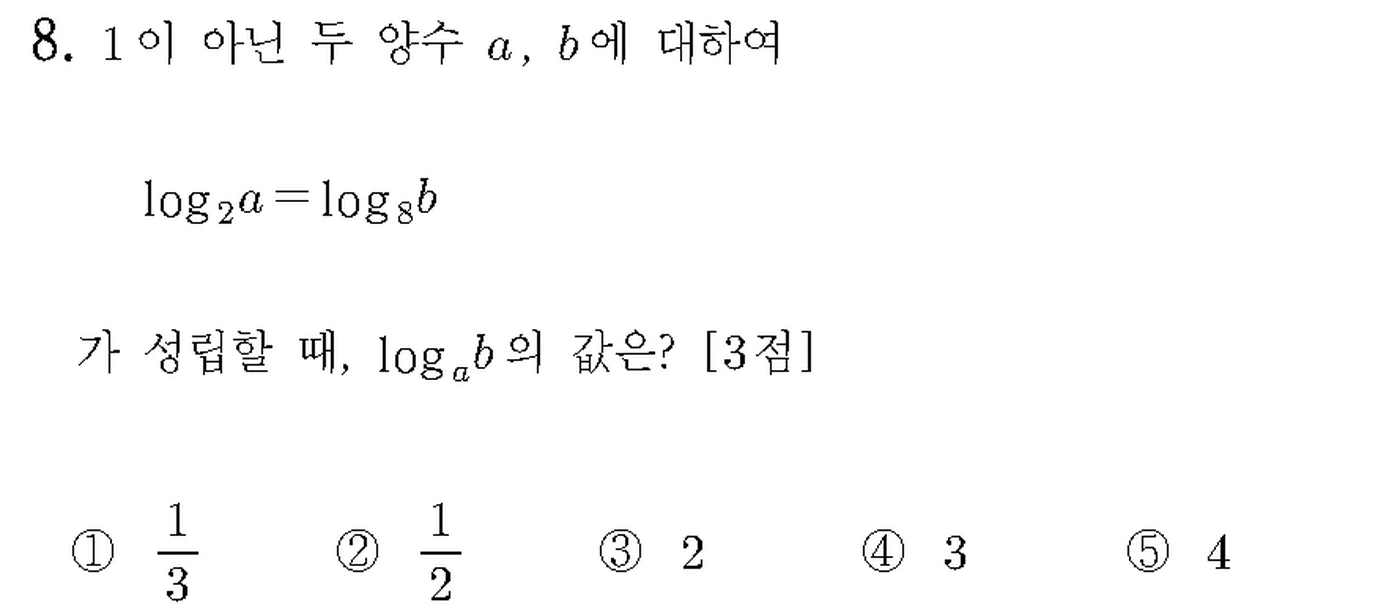 8. 1이 아닌 두 양수 a, b에 대하여
log₂a=log₈b
가 성립할 때, logₐb의 값은? [3점]
① 1/3 ② 1/2 ③ 2 ④ 3 ⑤ 4